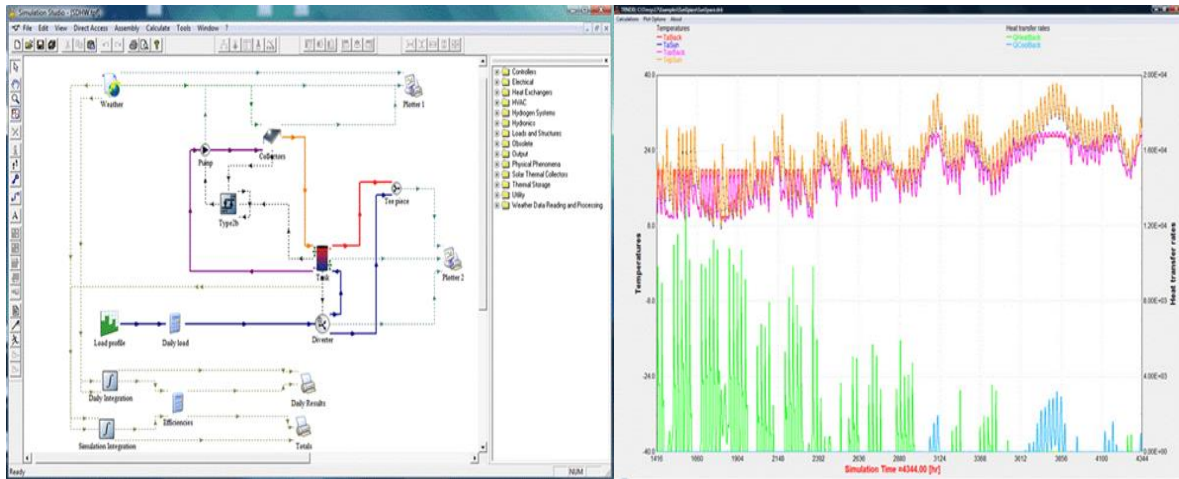 Simulation Studio - [SDHW.tpf]
File Edit View Direct Access Assembly Calculate Tools Window ?
Weather
Plotter 1
Pump
Collectors
Type2b
Tee piece
Tank
Plotter 2
Load profile
Daily load
Diverter
Daily Integration
Daily Results
Efficiencies
Simulation Integration
Totals
Controllers
Electrical
Heat Exchangers
HVAC
Hydrogen Systems
Hydronics
Loads and Structures
Obsolete
Output
Physical Phenomena
Solar Thermal Collectors
Thermal Storage
Utility
Weather Data Reading and Processing
Ready
NUM
Calculations Plot Options About
Temperatures
TaBack
TaSun
Heat transfer rates
QHeatBack
QCoolBack
40.0
24.0
8.0
-8.0
-24.0
-40.0
Temperatures
2.00E+04
1.60E+04
1.20E+04
8.00E+03
4.00E+03
0.00E+00
Heat transfer rates
1416 1660 1904 2148 2392 2636 2880 3124 3368 3612 3856 4100 4344
Simulation Time =4344.00 [hr]